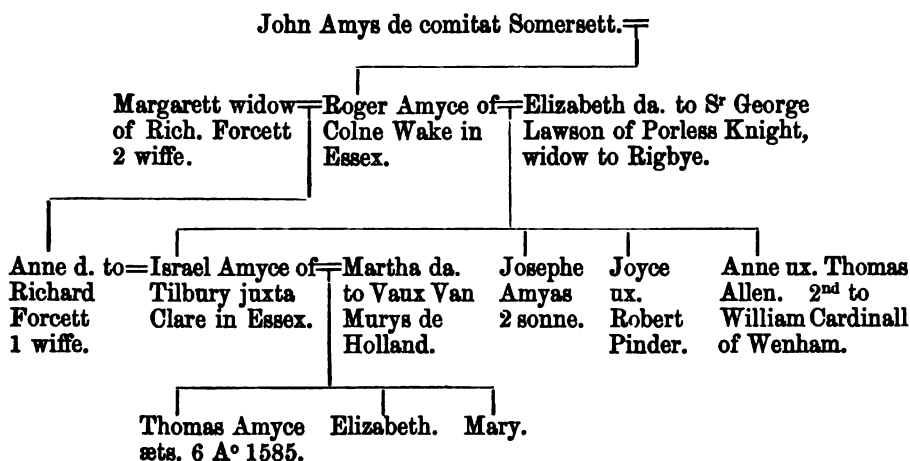 John Amys de comitat Somersett.
Margarett widow
of Rich. Forcett
2 wiffe.
Roger Amyce of
Colne Wake in
Essex.
Elizabeth da. to Sʳ George
Lawson of Porless Knight,
widow to Rigbye.
Anne d. to
Richard
Forcett
1 wiffe.
Israel Amyce of
Tilbury juxta
Clare in Essex.
Martha da.
to Vaux Van
Murys de
Holland.
Josephe
Amyas
2 sonne.
Joyce
ux.
Robert
Pinder.
Anne ux. Thomas
Allen. 2ⁿᵈ to
William Cardinall
of Wenham.
Thomas Amyce
æts. 6 Aº 1585.
Elizabeth.
Mary.